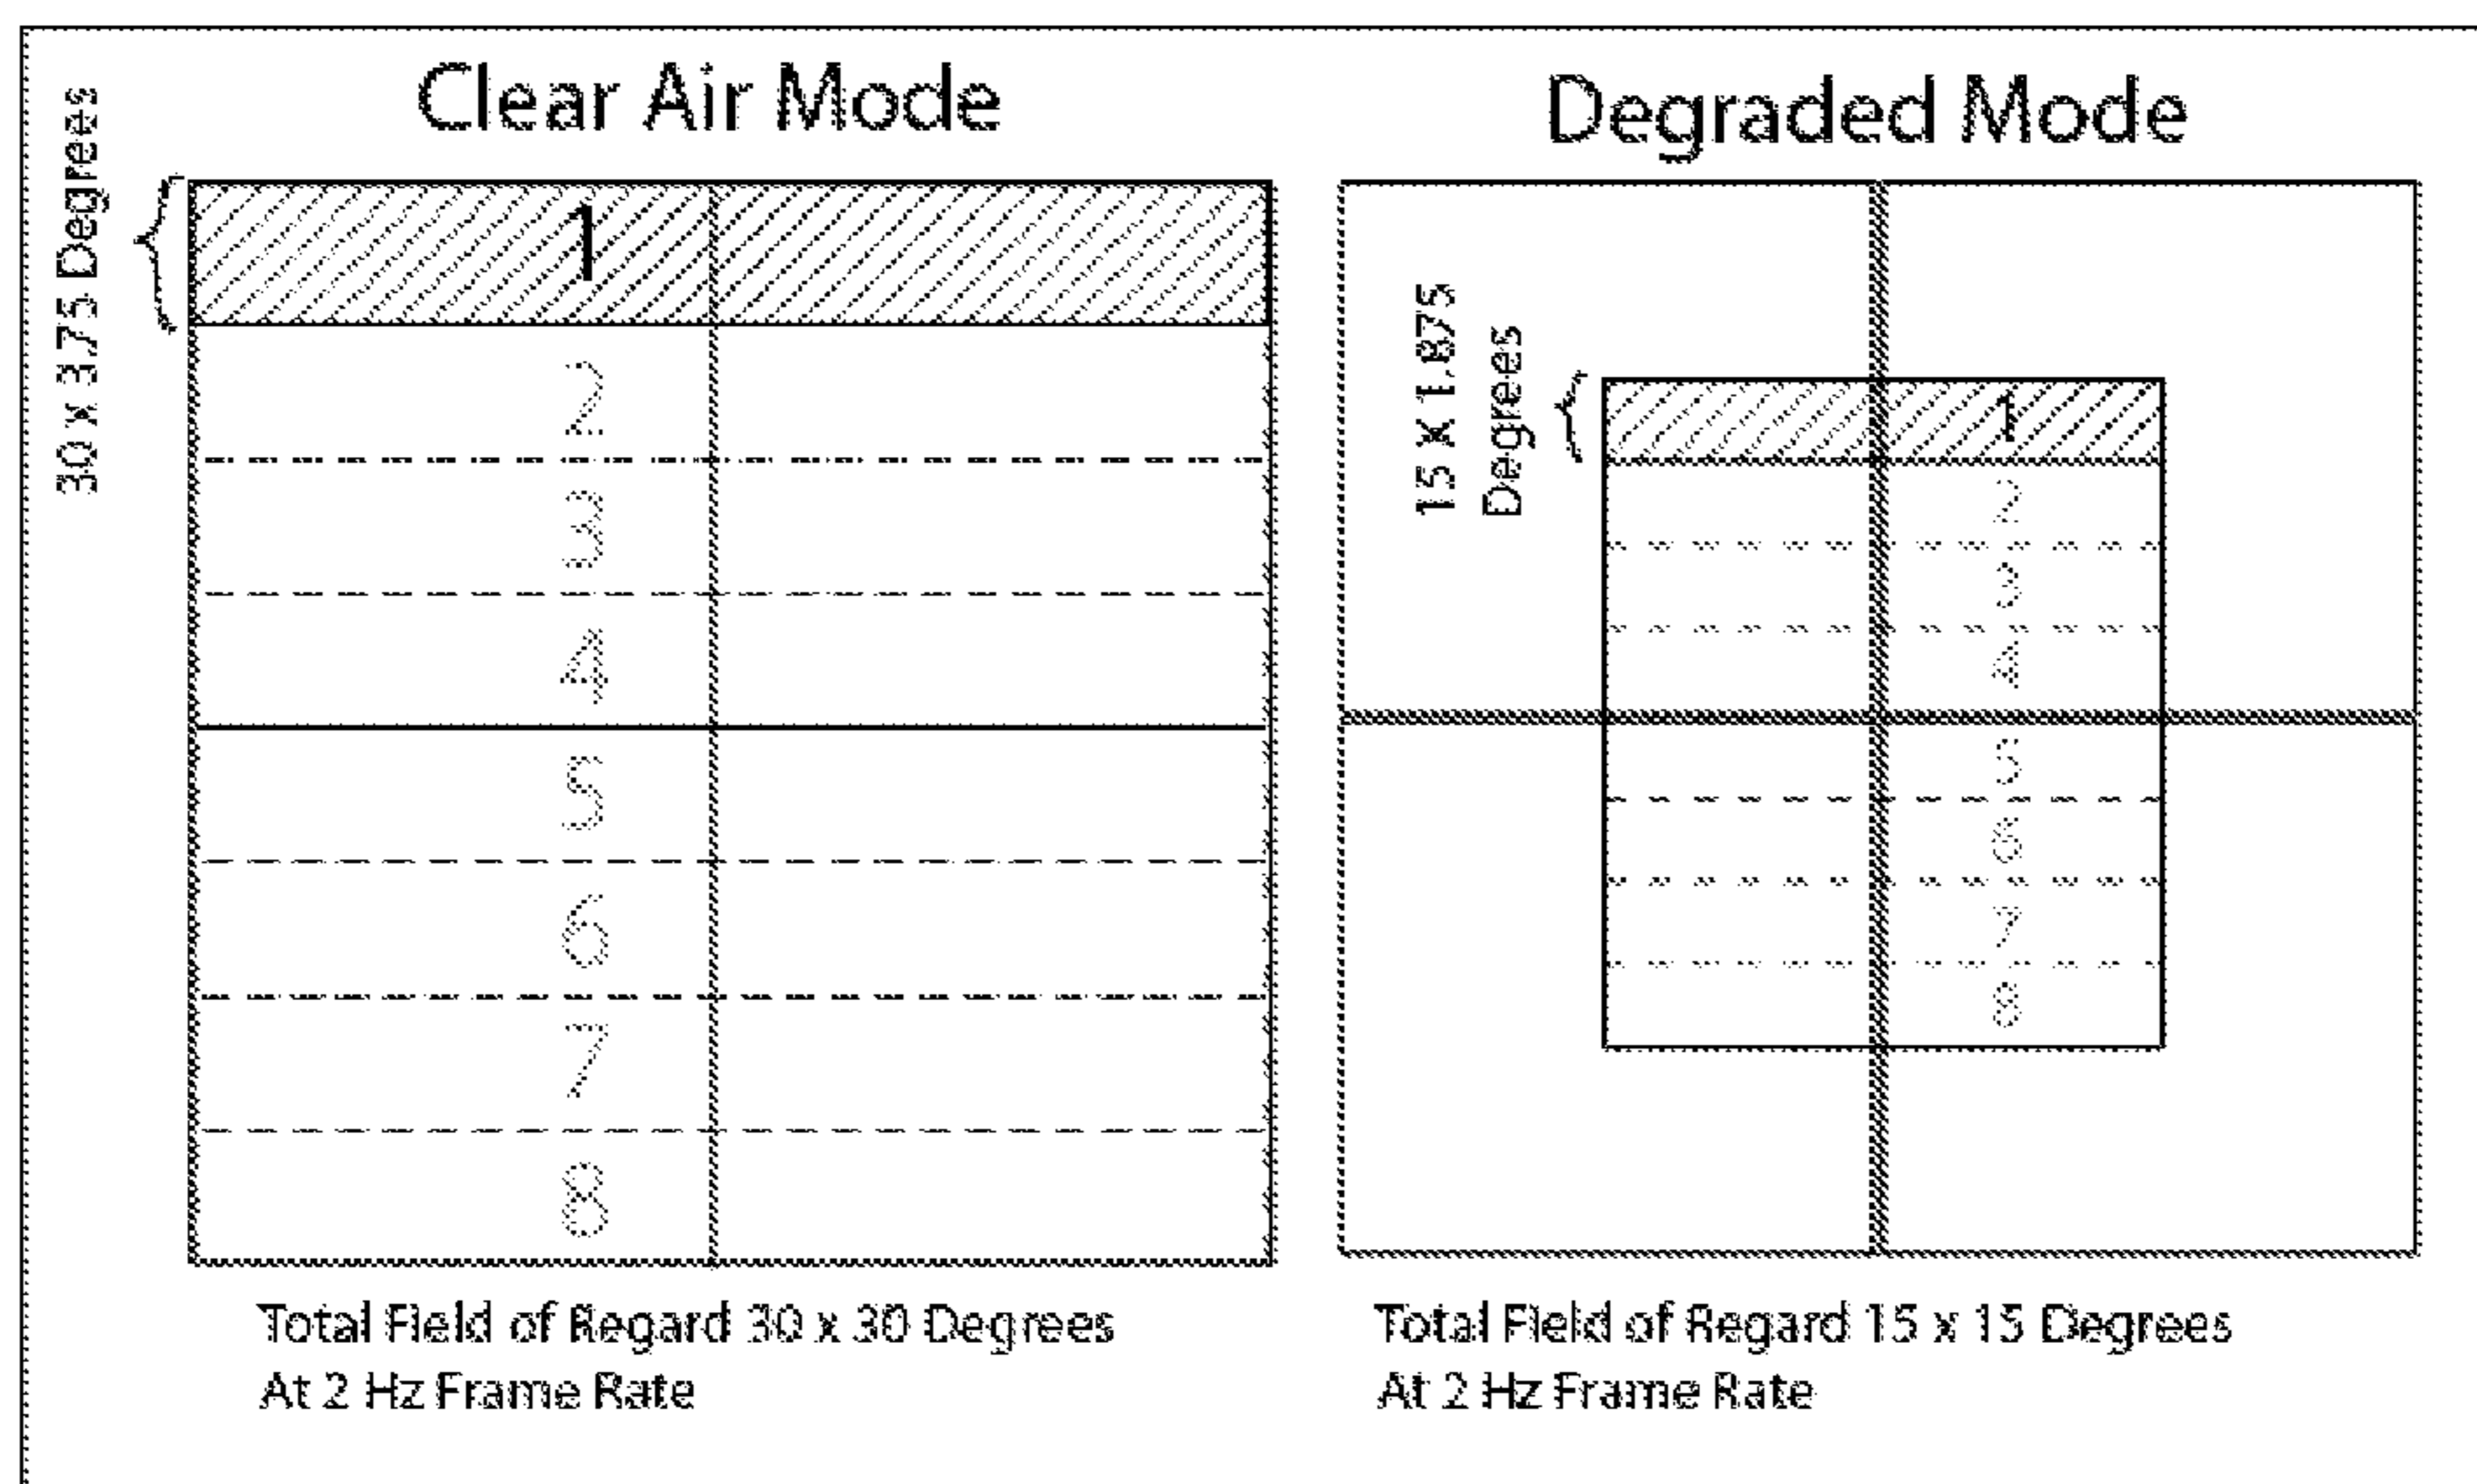 Clear Air Mode
30 x 3.75 Degrees
1
2
3
4
5
6
7
8
Total Field of Regard 30 x 30 Degrees
At 2 Hz Frame Rate
Degraded Mode
15 X 1.875
Degrees
1
2
3
4
5
6
7
8
Total Field of Regard 15 x 15 Degrees
At 2 Hz Frame Rate